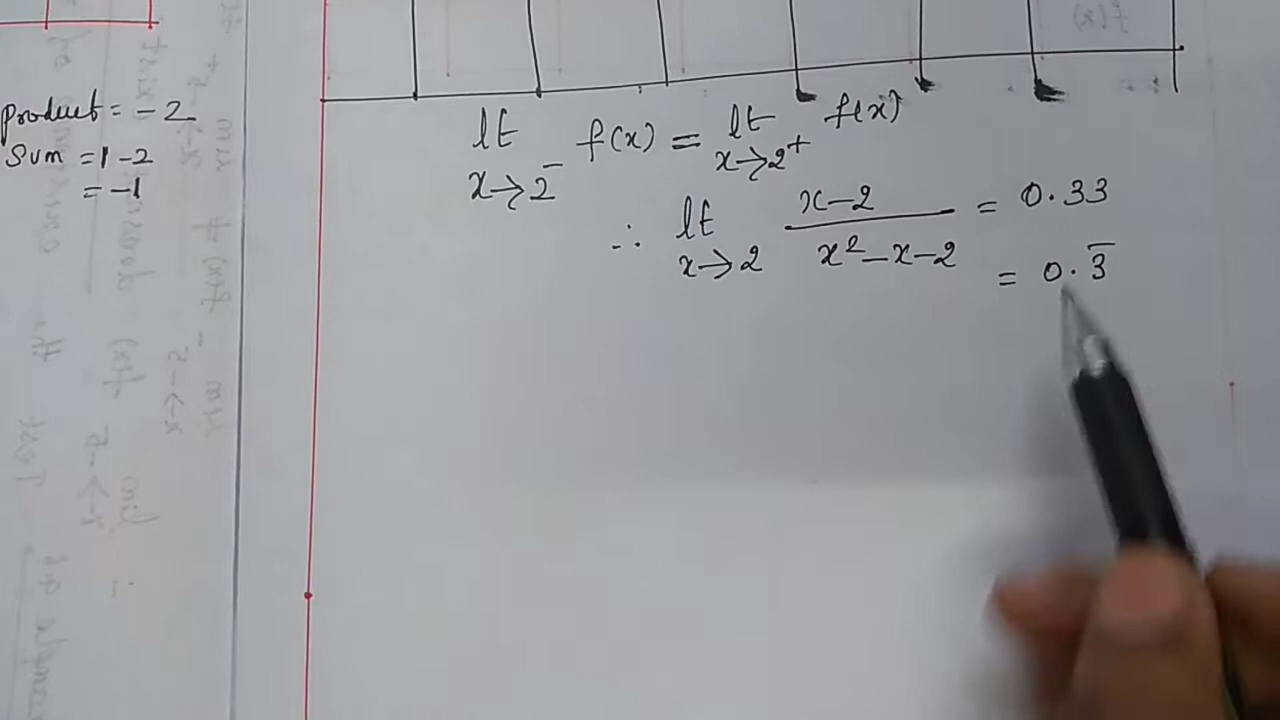 product = -2
Sum = 1-2
= -1
f(x)
lt x→2⁻ f(x) = lt x→2⁺ f(x)
∴ lt x→2 (x-2)/(x²-x-2) = 0.33
= 0.3̅